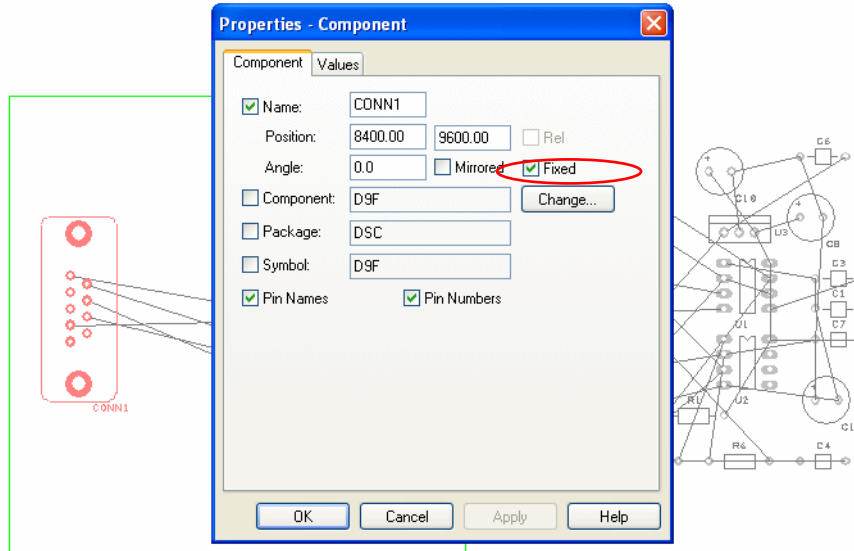 Properties - Component
Component Values
Name: CONN1
Position: 8400.00 9600.00 Rel
Angle: 0.0 Mirrored Fixed
Component: D9F Change...
Package: DSC
Symbol: D9F
Pin Names Pin Numbers
OK Cancel Apply Help
CONN1
C6
+
C10
+
U3
C8
C3
C1
U1
C7
U2
R1
+
R6
C4